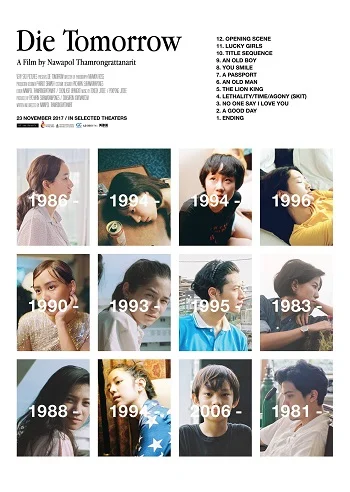 Die Tomorrow
A Film by Nawapol Thamrongrattanarit
23 NOVEMBER 2017 / IN SELECTED THEATERS
12. OPENING SCENE
11. LUCKY GIRLS
10. TITLE SEQUENCE
9. AN OLD BOY
8. YOU SMILE
7. A PASSPORT
6. AN OLD MAN
5. THE LION KING
4. LETHALITY/TIME/AGONY (SKIT)
3. NO ONE SAY I LOVE YOU
2. A GOOD DAY
1. ENDING
1986 - 1994 - 1994 - 1996 -
1990 - 1993 - 1995 - 1983 -
1988 - 1994 - 2006 - 1981 -